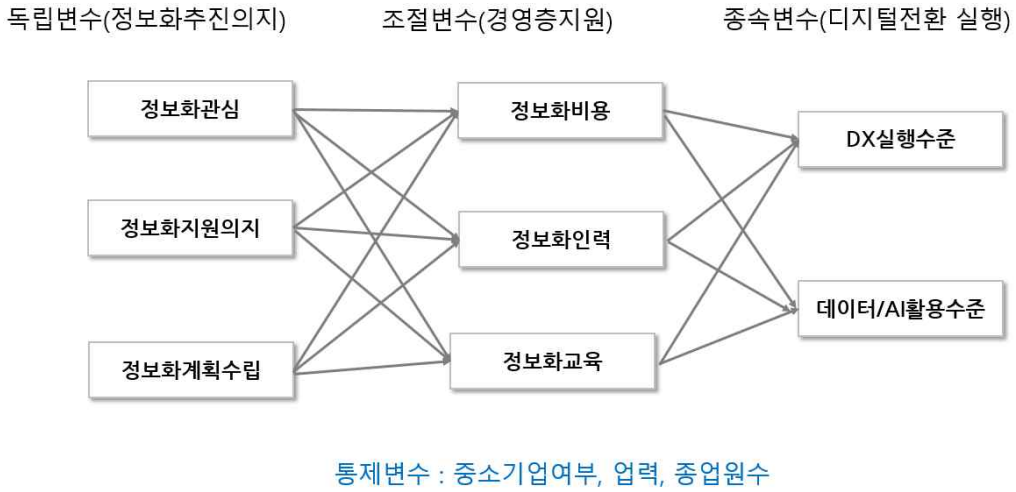 독립변수(정보화추진의지)
조절변수(경영층지원)
종속변수(디지털전환 실행)
정보화관심
정보화비용
DX실행수준
정보화지원의지
정보화인력
데이터/AI활용수준
정보화계획수립
정보화교육
통제변수 : 중소기업여부, 업력, 종업원수